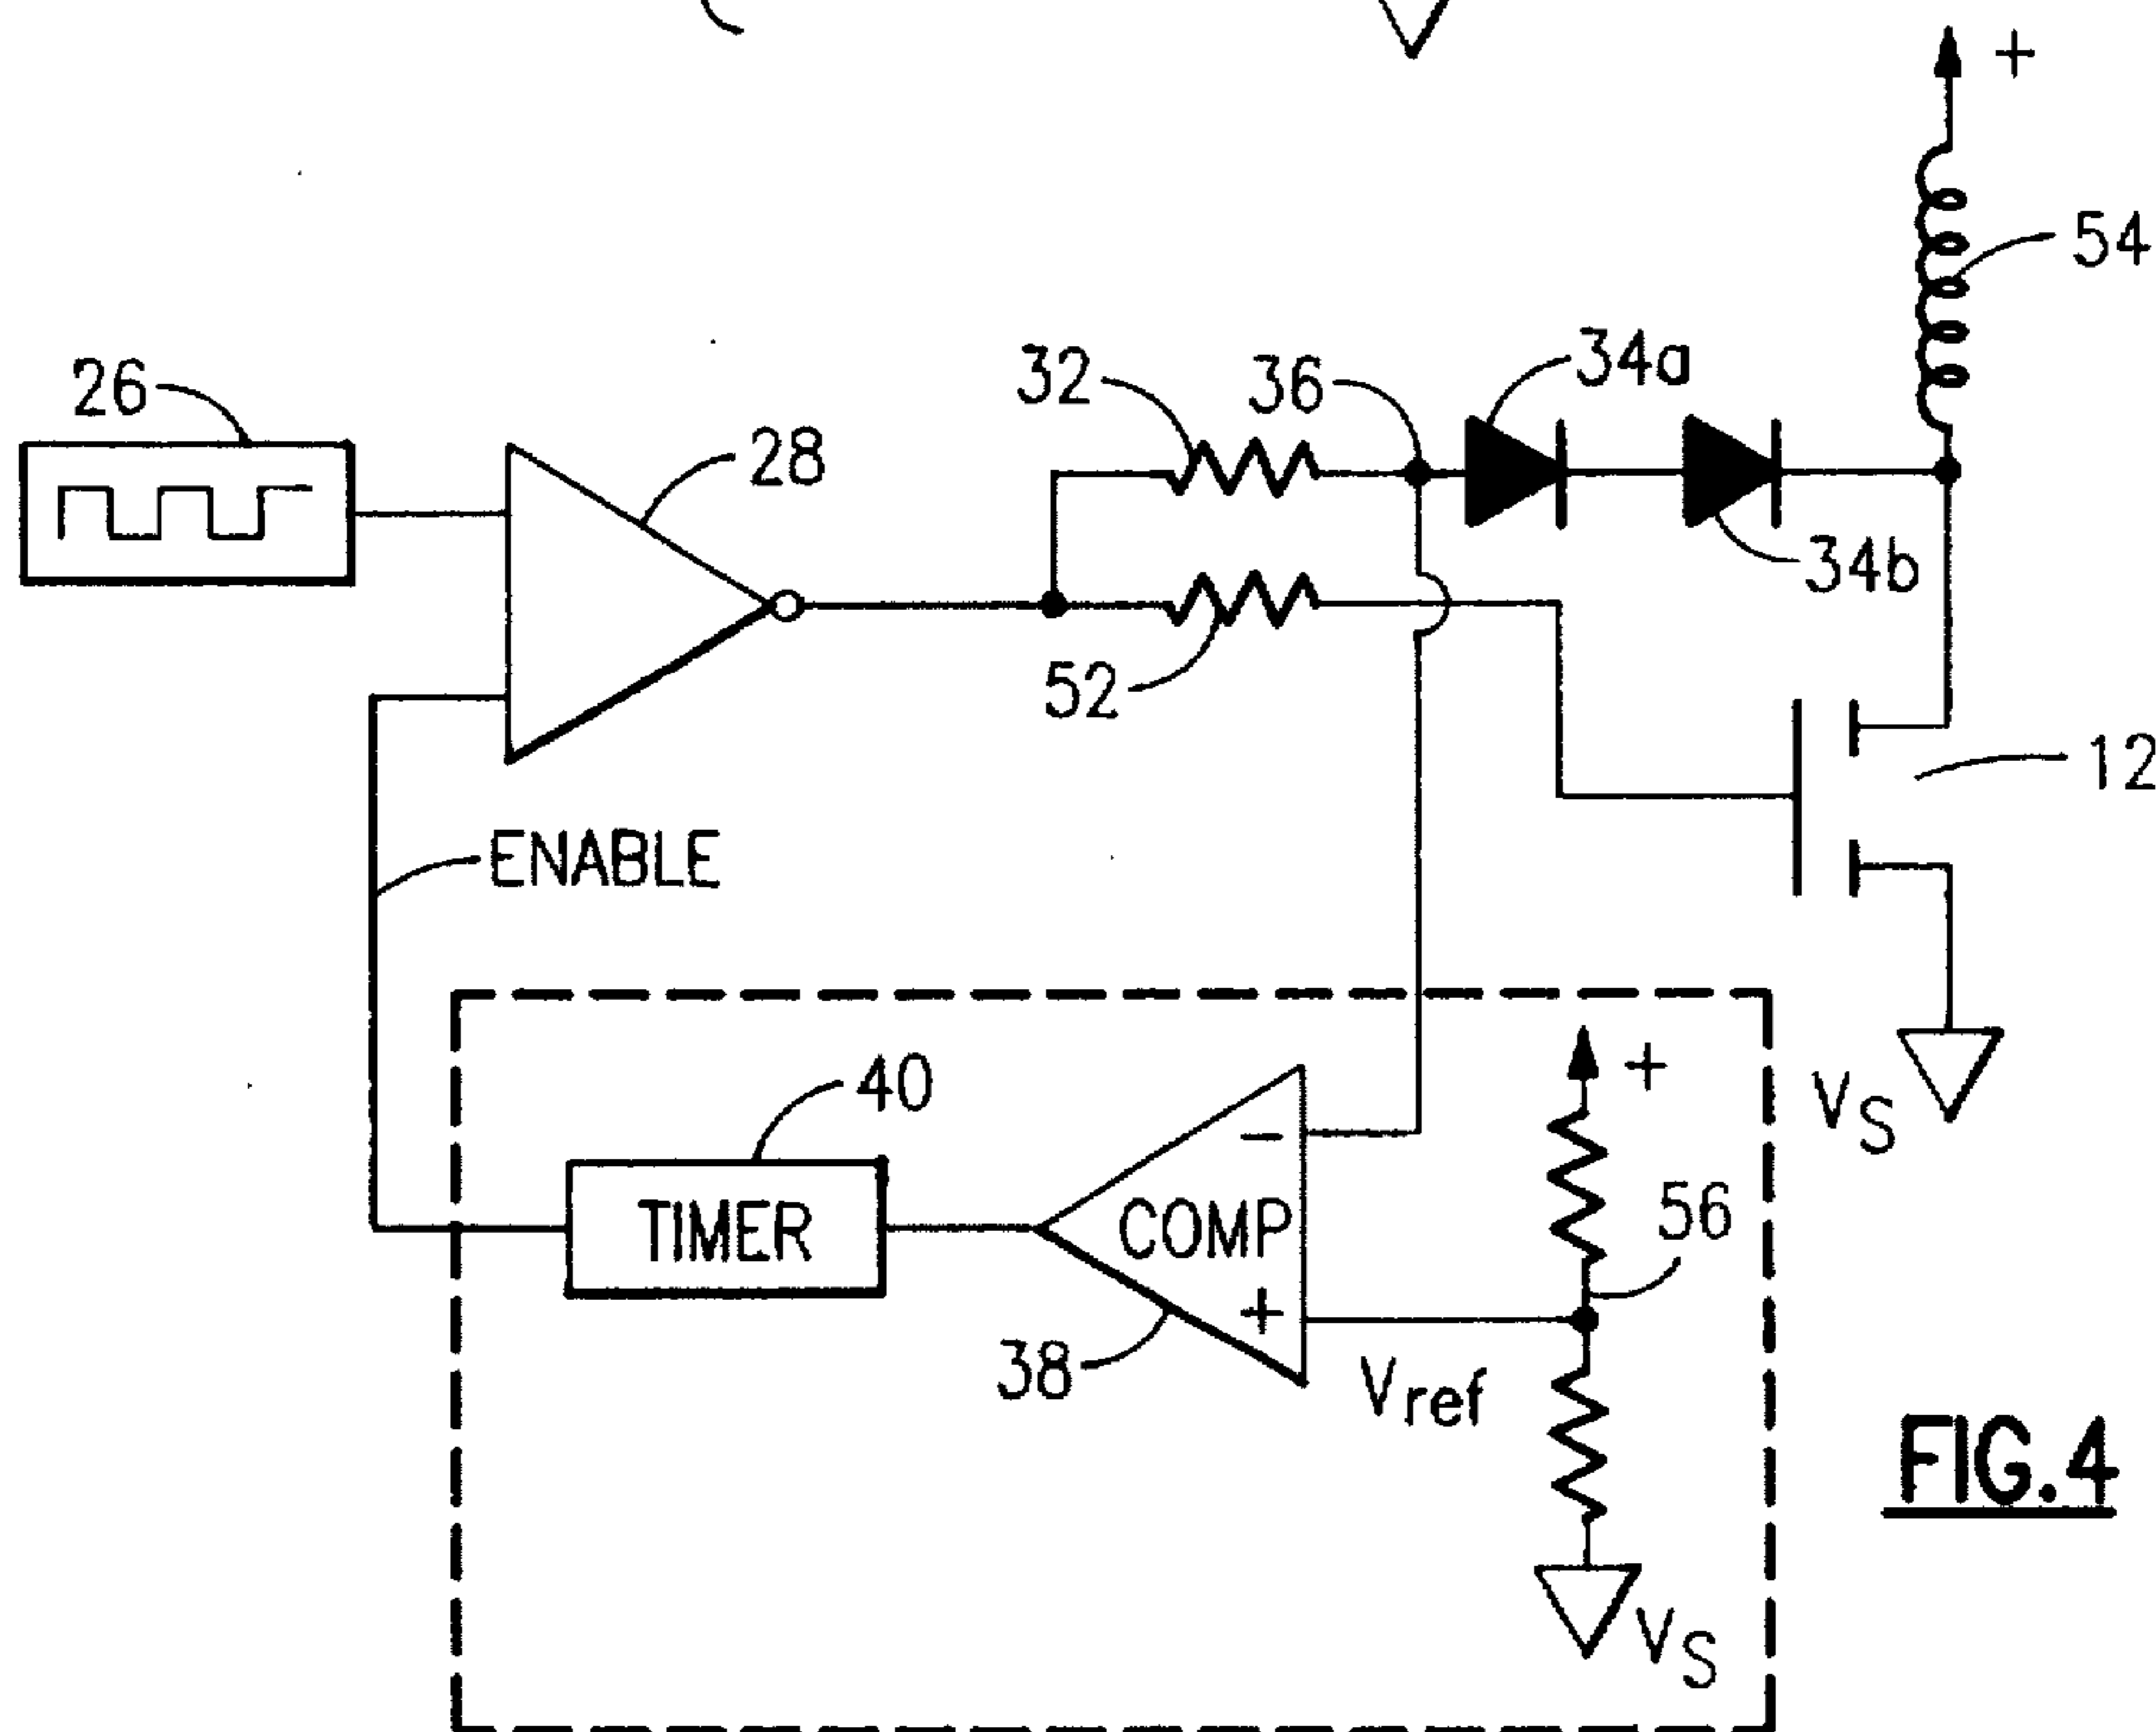 +
54
26
28
32
36
34a
34b
52
12
ENABLE
40
TIMER
COMP
-
+
38
+
56
Vref
VS
VS
FIG.4